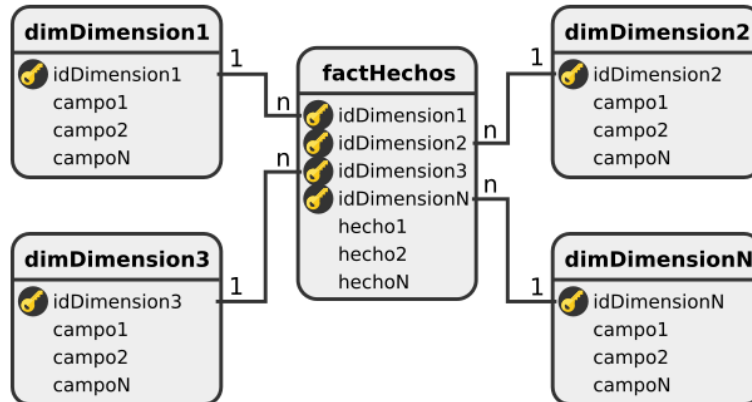 dimDimension1
idDimension1
campo1
campo2
campoN
1
n
factHechos
idDimension1
idDimension2
idDimension3
idDimensionN
hecho1
hecho2
hechoN
dimDimension2
idDimension2
campo1
campo2
campoN
1
n
dimDimension3
idDimension3
campo1
campo2
campoN
1
n
dimDimensionN
idDimensionN
campo1
campo2
campoN
1
n